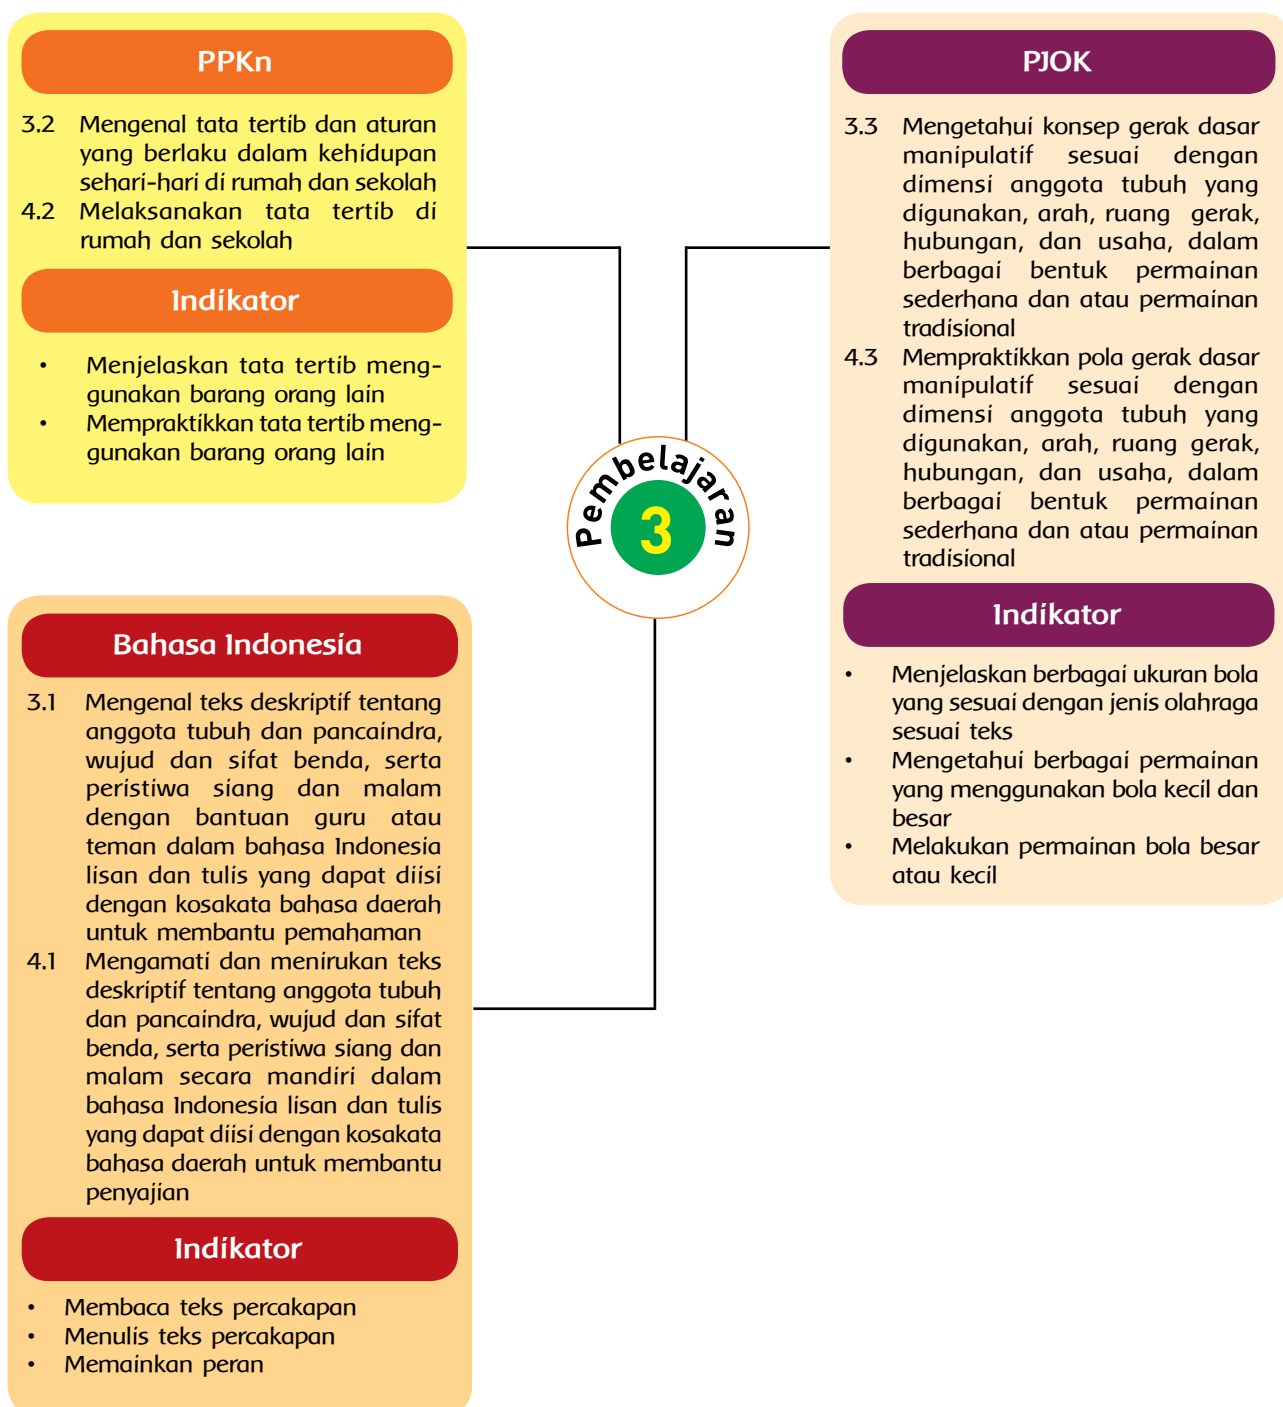 PPKn
3.2 Mengenal tata tertib dan aturan
yang berlaku dalam kehidupan
sehari-hari di rumah dan sekolah
4.2 Melaksanakan tata tertib di
rumah dan sekolah
Indikator
• Menjelaskan tata tertib meng-
gunakan barang orang lain
• Mempraktikkan tata tertib meng-
gunakan barang orang lain
PJOK
3.3 Mengetahui konsep gerak dasar
manipulatif sesuai dengan
dimensi anggota tubuh yang
digunakan, arah, ruang gerak,
hubungan, dan usaha, dalam
berbagai bentuk permainan
sederhana dan atau permainan
tradisional
4.3 Mempraktikkan pola gerak dasar
manipulatif sesuai dengan
dimensi anggota tubuh yang
digunakan, arah, ruang gerak,
hubungan, dan usaha, dalam
berbagai bentuk permainan
sederhana dan atau permainan
tradisional
Indikator
• Menjelaskan berbagai ukuran bola
yang sesuai dengan jenis olahraga
sesuai teks
• Mengetahui berbagai permainan
yang menggunakan bola kecil dan
besar
• Melakukan permainan bola besar
atau kecil
Pembelajaran
3
Bahasa Indonesia
3.1 Mengenal teks deskriptif tentang
anggota tubuh dan pancaindra,
wujud dan sifat benda, serta
peristiwa siang dan malam
dengan bantuan guru atau
teman dalam bahasa Indonesia
lisan dan tulis yang dapat diisi
dengan kosakata bahasa daerah
untuk membantu pemahaman
4.1 Mengamati dan menirukan teks
deskriptif tentang anggota tubuh
dan pancaindra, wujud dan sifat
benda, serta peristiwa siang dan
malam secara mandiri dalam
bahasa Indonesia lisan dan tulis
yang dapat diisi dengan kosakata
bahasa daerah untuk membantu
penyajian
Indikator
• Membaca teks percakapan
• Menulis teks percakapan
• Memainkan peran